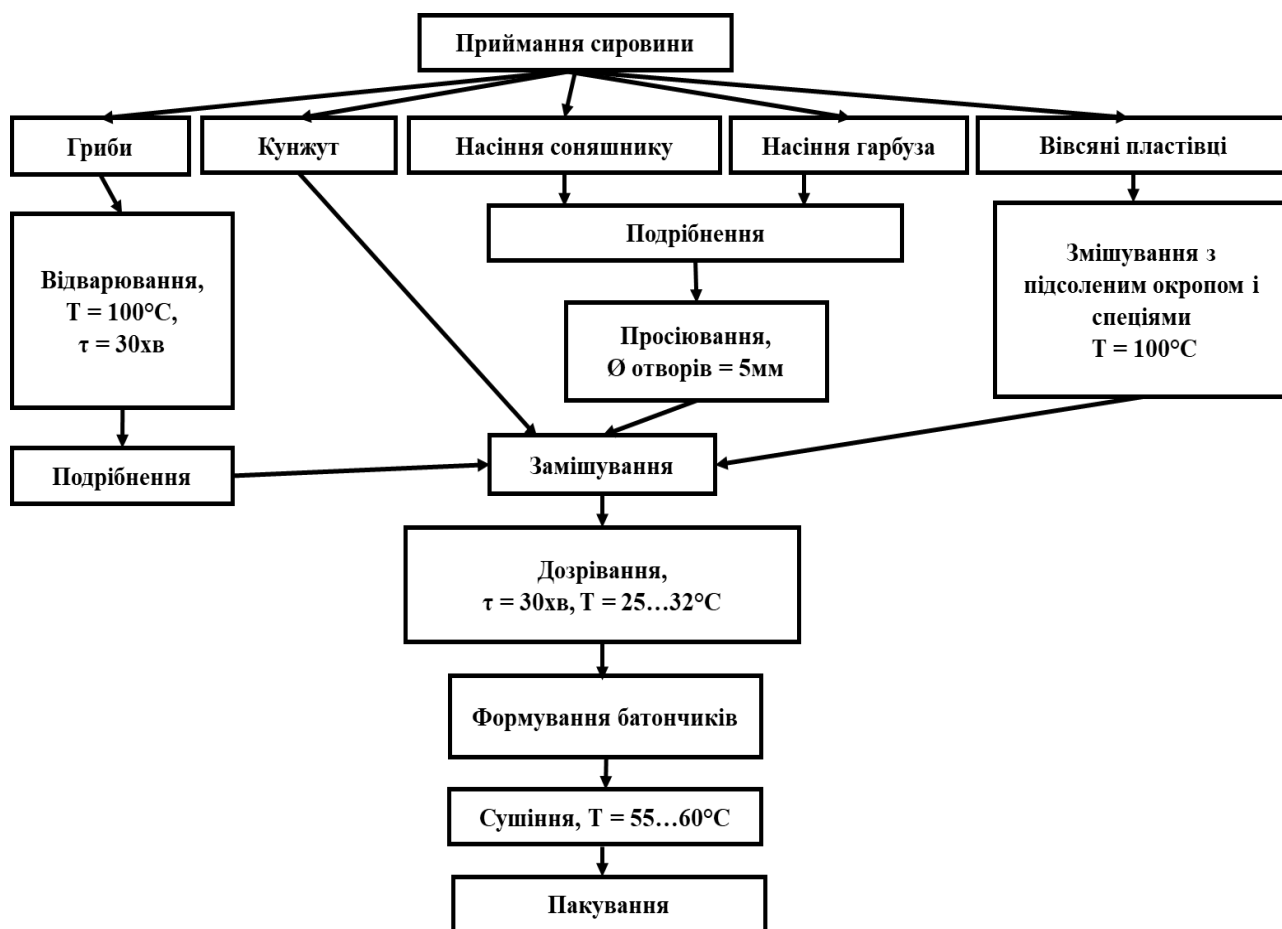 Приймання сировини
Гриби
Кунжут
Насіння соняшнику
Насіння гарбуза
Вівсяні пластівці
Відварювання,
T = 100°C,
τ = 30хв
Подрібнення
Просіювання,
Ø отворів = 5мм
Змішування з
підсоленим окропом і
спеціями
T = 100°C
Подрібнення
Замішування
Дозрівання,
τ = 30хв, T = 25…32°C
Формування батончиків
Сушіння, T = 55…60°C
Пакування